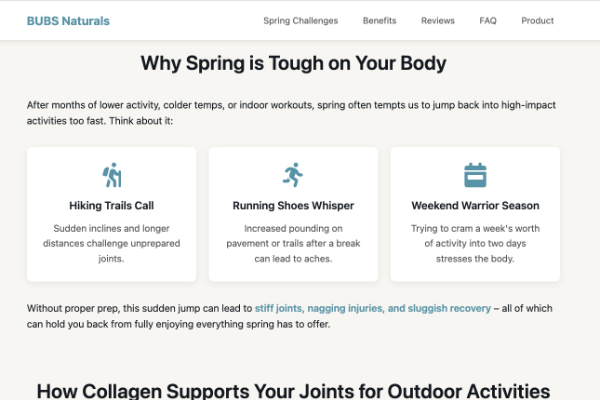 BUBS Naturals
Spring Challenges
Benefits
Reviews
FAQ
Product
Why Spring is Tough on Your Body
After months of lower activity, colder temps, or indoor workouts, spring often tempts us to jump back into high-impact
activities too fast. Think about it:
Hiking Trails Call
Sudden inclines and longer
distances challenge unprepared
joints.
Running Shoes Whisper
Increased pounding on
pavement or trails after a break
can lead to aches.
Weekend Warrior Season
Trying to cram a week's worth
of activity into two days
stresses the body.
Without proper prep, this sudden jump can lead to stiff joints, nagging injuries, and sluggish recovery – all of which
can hold you back from fully enjoying everything spring has to offer.
How Collagen Supports Your Joints for Outdoor Activities